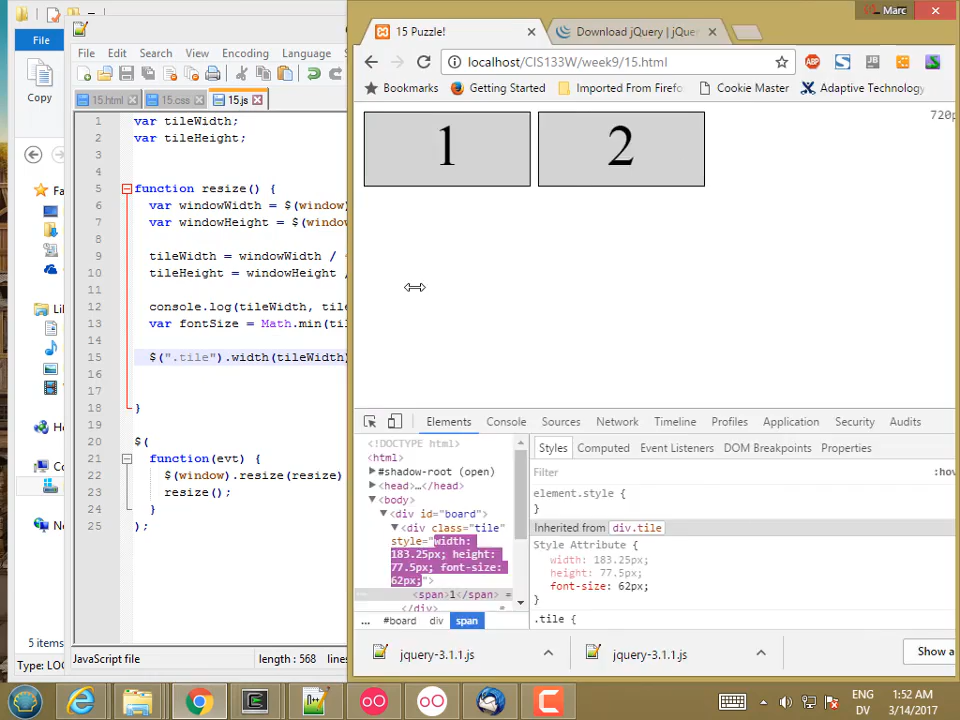 Marc
File
Copy
Fa
Lib
Ho
Co
No
5 items
Type: LOC
File Edit Search View Encoding Language
15.html
15.css
15.js
1 var tileWidth;
2 var tileHeight;
3
4
5 function resize() {
6 var windowWidth = $(window)
7 var windowHeight = $(window
8
9 tileWidth = windowWidth /
10 tileHeight = windowHeight /
11
12 console.log(tileWidth, tile
13 var fontSize = Math.min(til
14
15 $(".tile").width(tileWidth)
16
17
18 }
19
20 $(
21 function(evt) {
22 $(window).resize(resize)
23 resize();
24 }
25 );
JavaScript file length : 568 lines
15 Puzzle!
Download jQuery | jQue
localhost/CIS133W/week9/15.html
ABP
JB
Bookmarks Getting Started Imported From Firefo Cookie Master Adaptive Technology
720p
1 2
Elements Console Sources Network Timeline Profiles Application Security Audits
<!DOCTYPE html>
<html>
#shadow-root (open)
<head>…</head>
<body>
<div id="board">
<div class="tile"
style="width:
183.25px; height:
77.5px; font-size:
62px;">
<span>1</span> =
</div>
... #board div span
Styles Computed Event Listeners DOM Breakpoints Properties
Filter :hov
element.style {
}
Inherited from div.tile
Style Attribute {
width: 183.25px;
height: 77.5px;
font-size: 62px;
}
.tile {
jquery-3.1.1.js
jquery-3.1.1.js
Show a
ENG
DV
1:52 AM
3/14/2017